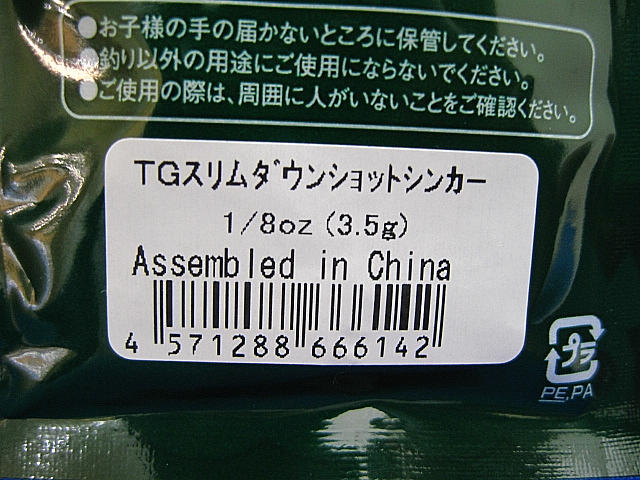 ●お子様の手の届かないところに保管してください。
●釣り以外の用途にご使用にならないでください。
●ご使用の際は、周囲に人がいないことをご確認ください。
TGスリムダウンショットシンカー
1/8oz (3.5g)
Assembled in China
4 571288 666142
プラ
PE,PA